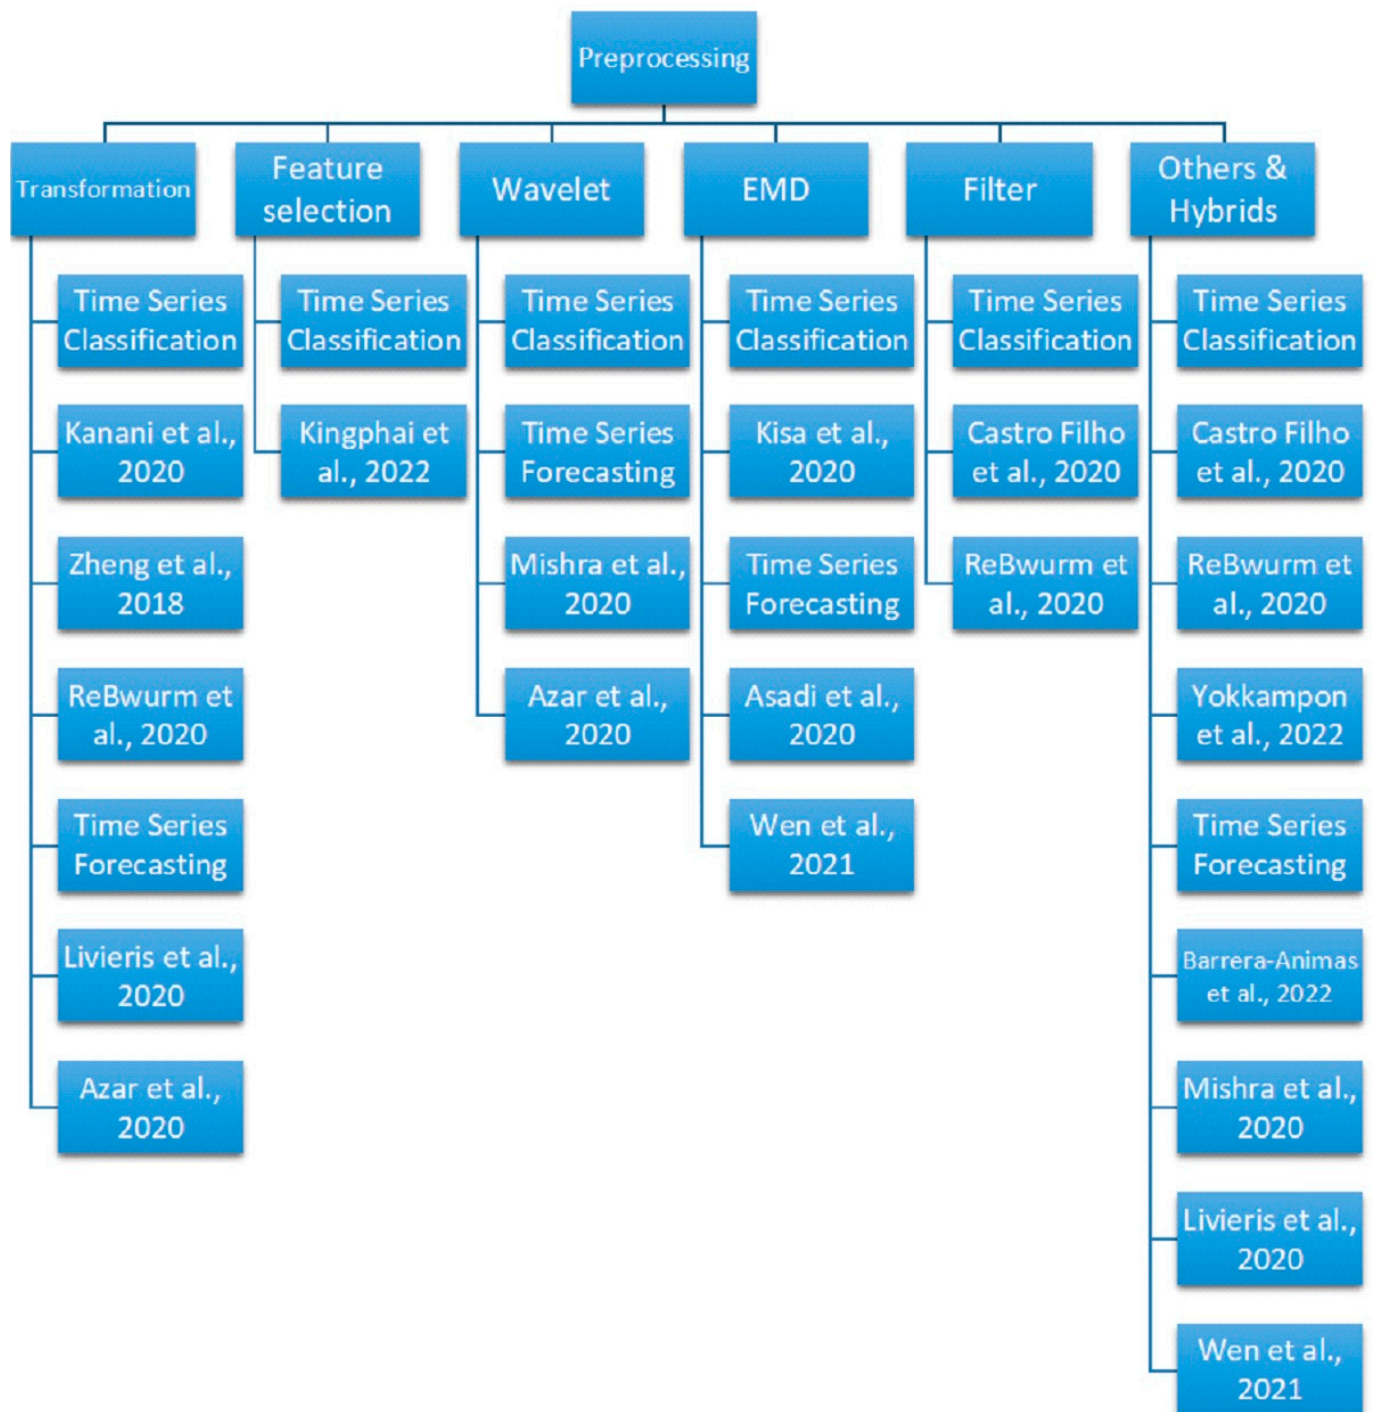 Preprocessing
Transformation
Feature
selection
Wavelet
EMD
Filter
Others &
Hybrids
Time Series
Classification
Kanani et al.,
2020
Zheng et al.,
2018
ReBwurm et
al., 2020
Time Series
Forecasting
Livieris et al.,
2020
Azar et al.,
2020
Time Series
Classification
Kingphai et
al., 2022
Time Series
Classification
Time Series
Forecasting
Mishra et al.,
2020
Azar et al.,
2020
Time Series
Classification
Kisa et al.,
2020
Time Series
Forecasting
Asadi et al.,
2020
Wen et al.,
2021
Time Series
Classification
Castro Filho
et al., 2020
ReBwurm et
al., 2020
Time Series
Classification
Castro Filho
et al., 2020
ReBwurm et
al., 2020
Yokkampon
et al., 2022
Time Series
Forecasting
Barrera-Animas
et al., 2022
Mishra et al.,
2020
Livieris et al.,
2020
Wen et al.,
2021